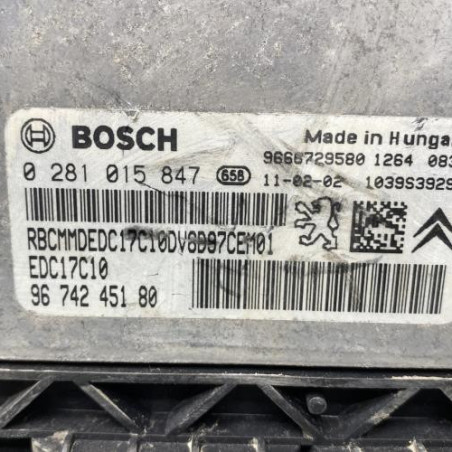 BOSCH
Made in Hunga
9666729580 1264 083
0 281 015 847 658 11-02-02 1039S3929
RBCMMDEDC17C10DV6D97CEM01
EDC17C10
96 742 451 80